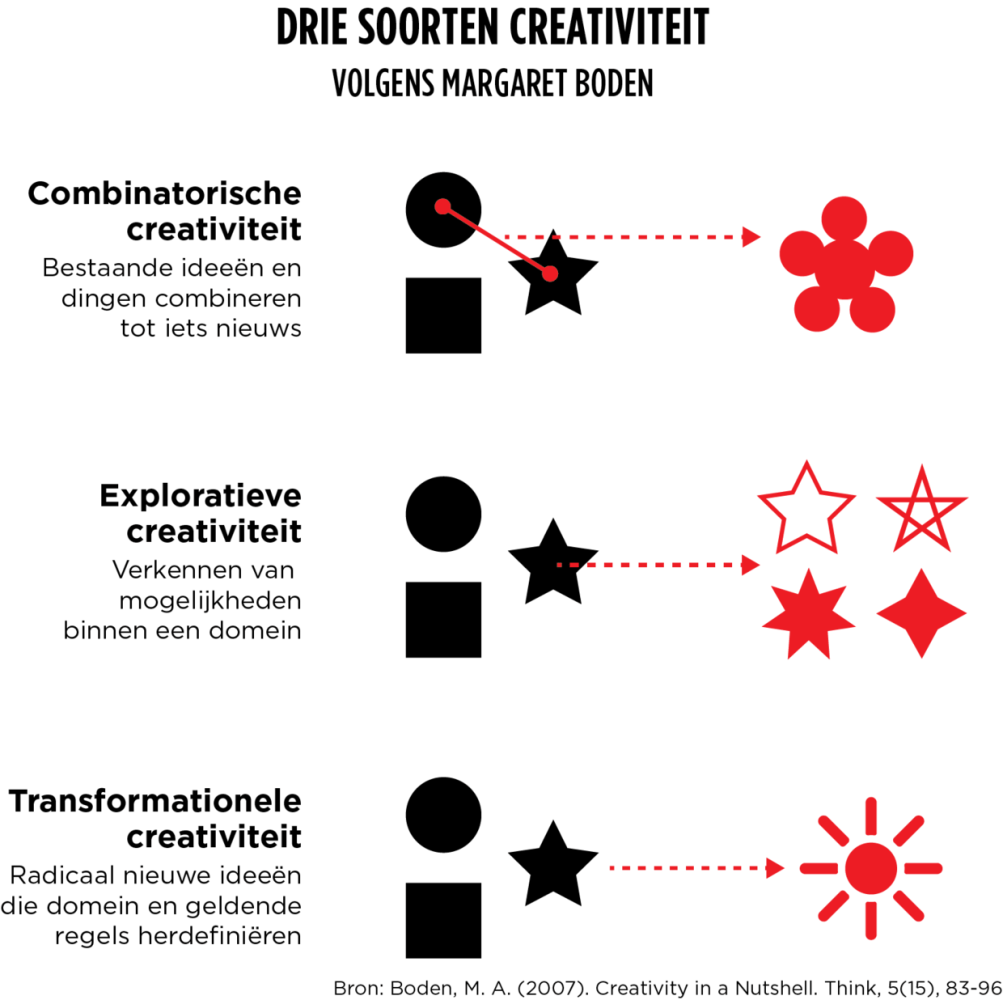 DRIE SOORTEN CREATIVITEIT
VOLGENS MARGARET BODEN
Combinatorische
creativiteit
Bestaande ideeën en
dingen combineren
tot iets nieuws
Exploratieve
creativiteit
Verkennen van
mogelijkheden
binnen een domein
Transformationele
creativiteit
Radicaal nieuwe ideeën
die domein en geldende
regels herdefiniëren
Bron: Boden, M. A. (2007). Creativity in a Nutshell. Think, 5(15), 83-96